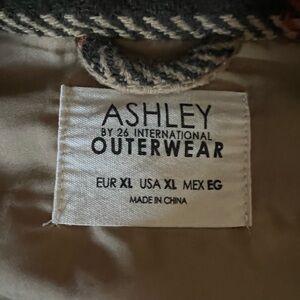 ASHLEY
BY 26 INTERNATIONAL
OUTERWEAR
EUR XL USA XL MEX EG
MADE IN CHINA